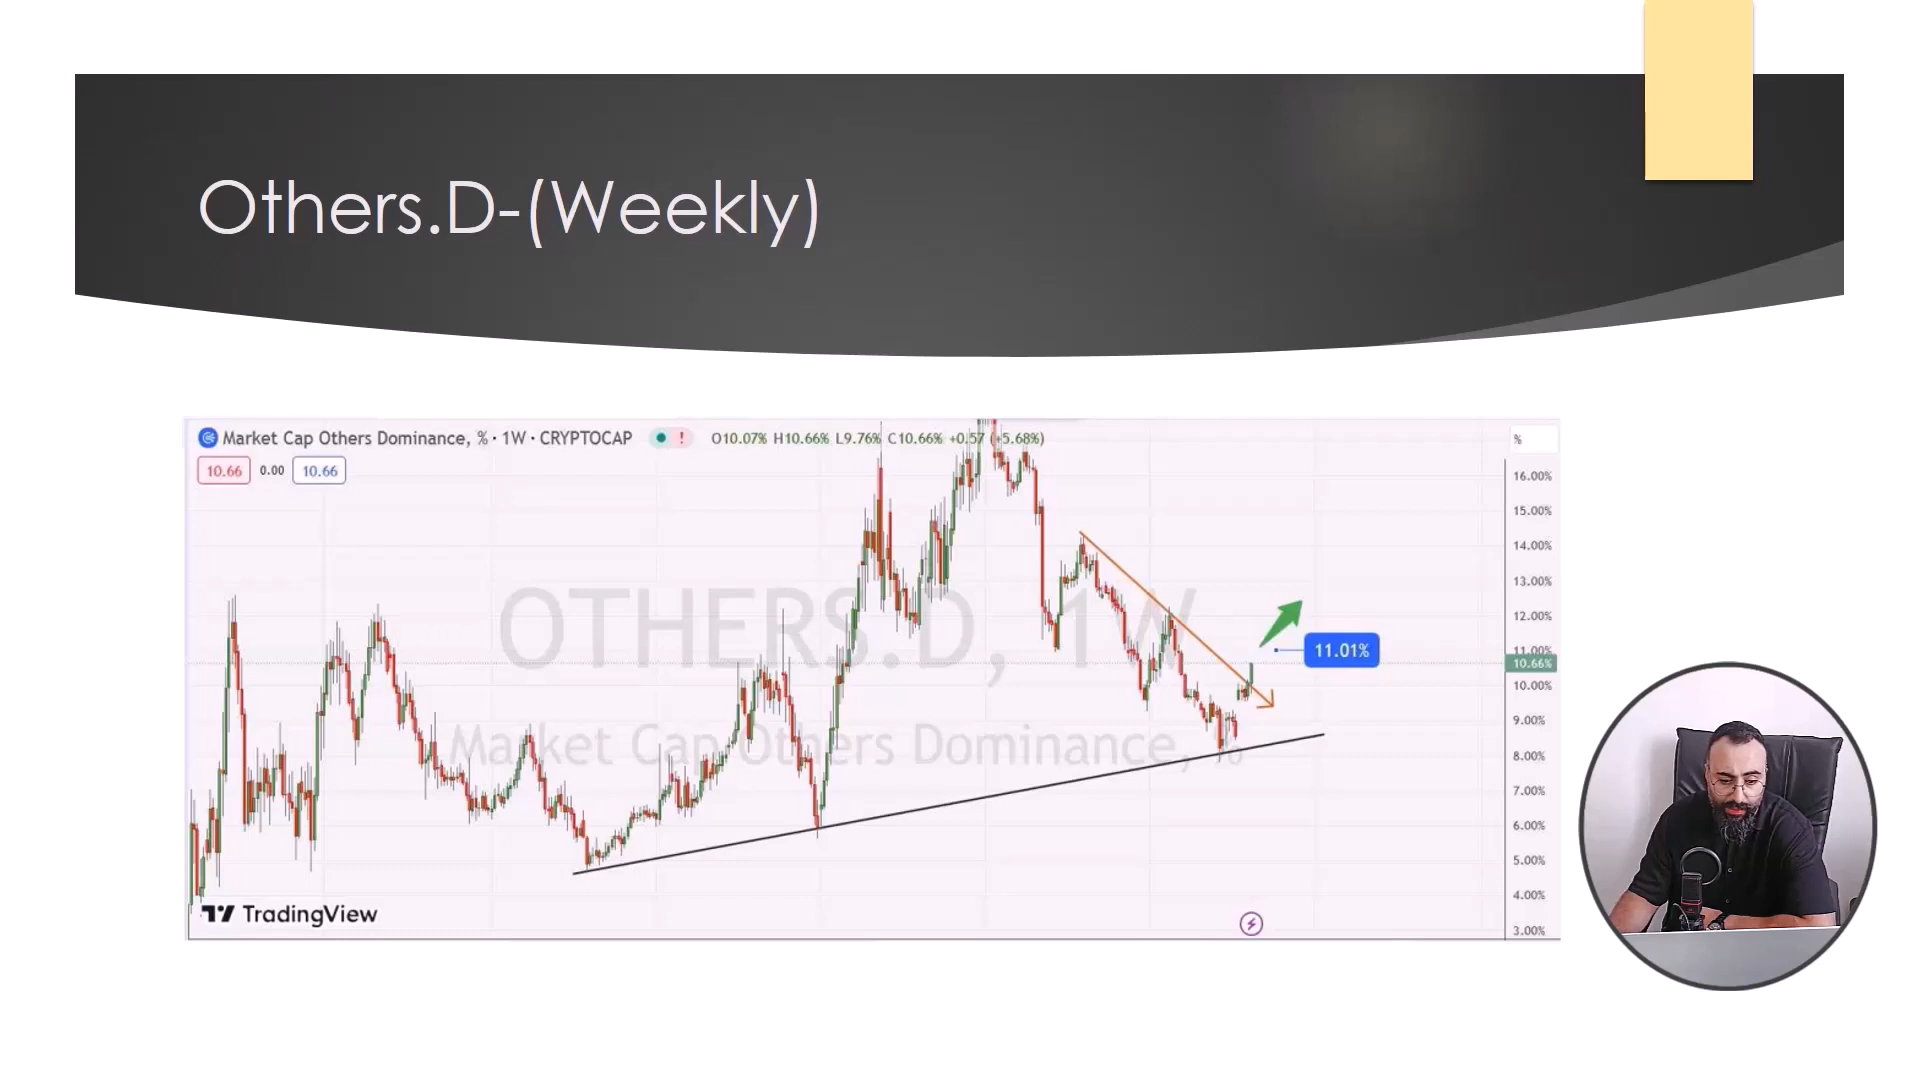 Others.D-(Weekly)
Market Cap Others Dominance, % · 1W · CRYPTOCAP
! O10.07% H10.66% L9.76% C10.66% +0.57 (+5.68%)
%
10.66 0.00 10.66
16.00%
15.00%
14.00%
13.00%
12.00%
11.00%
10.66%
10.00%
9.00%
8.00%
7.00%
6.00%
5.00%
4.00%
3.00%
OTHERS.D, 1W
Market Cap Others Dominance, %
11.01%
TradingView